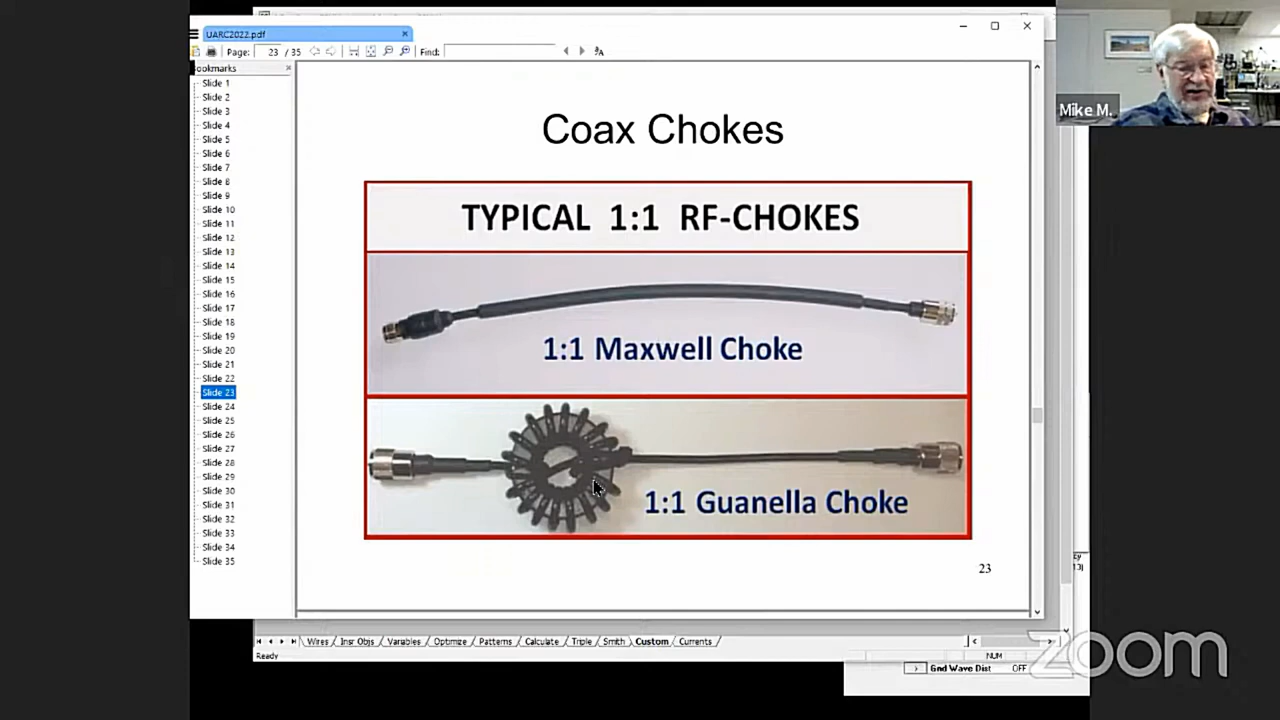 UARC2022.pdf
Page: 23 / 35
Find:
ookmarks
Slide 1
Slide 2
Slide 3
Slide 4
Slide 5
Slide 6
Slide 7
Slide 8
Slide 9
Slide 10
Slide 11
Slide 12
Slide 13
Slide 14
Slide 15
Slide 16
Slide 17
Slide 18
Slide 19
Slide 20
Slide 21
Slide 22
Slide 23
Slide 24
Slide 25
Slide 26
Slide 27
Slide 28
Slide 29
Slide 30
Slide 31
Slide 32
Slide 33
Slide 34
Slide 35
Coax Chokes
TYPICAL 1:1 RF-CHOKES
1:1 Maxwell Choke
1:1 Guanella Choke
23
Mike M.
Wires Insr Objs Variables Optimize Patterns Calculate Triple Smith Custom Currents
Ready
NUM
Gnd Wave Dist OFF
zoom